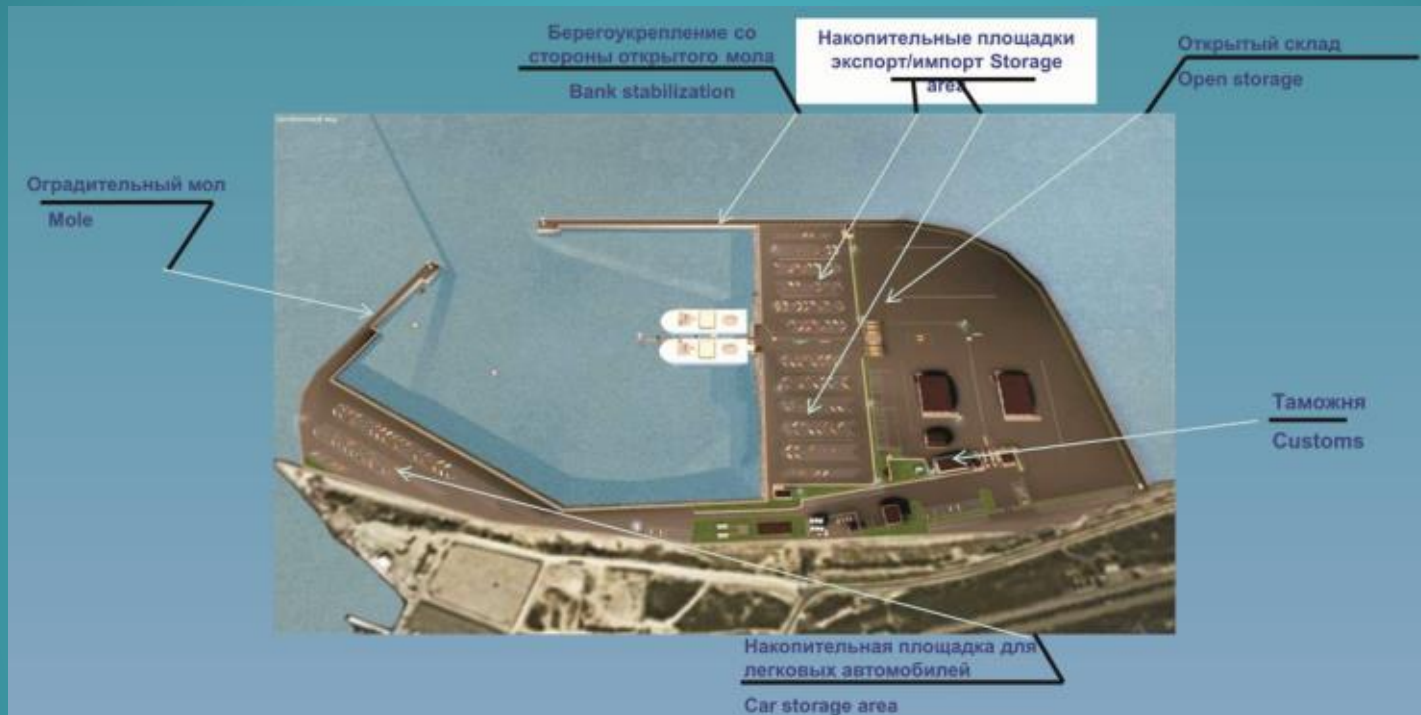 Берегоукрепление со
стороны открытого мола
Bank stabilization
Накопительные площадки
экспорт/импорт Storage
area
Открытый склад
Open storage
Оградительный мол
Mole
Таможня
Customs
Накопительная площадка для
легковых автомобилей
Car storage area